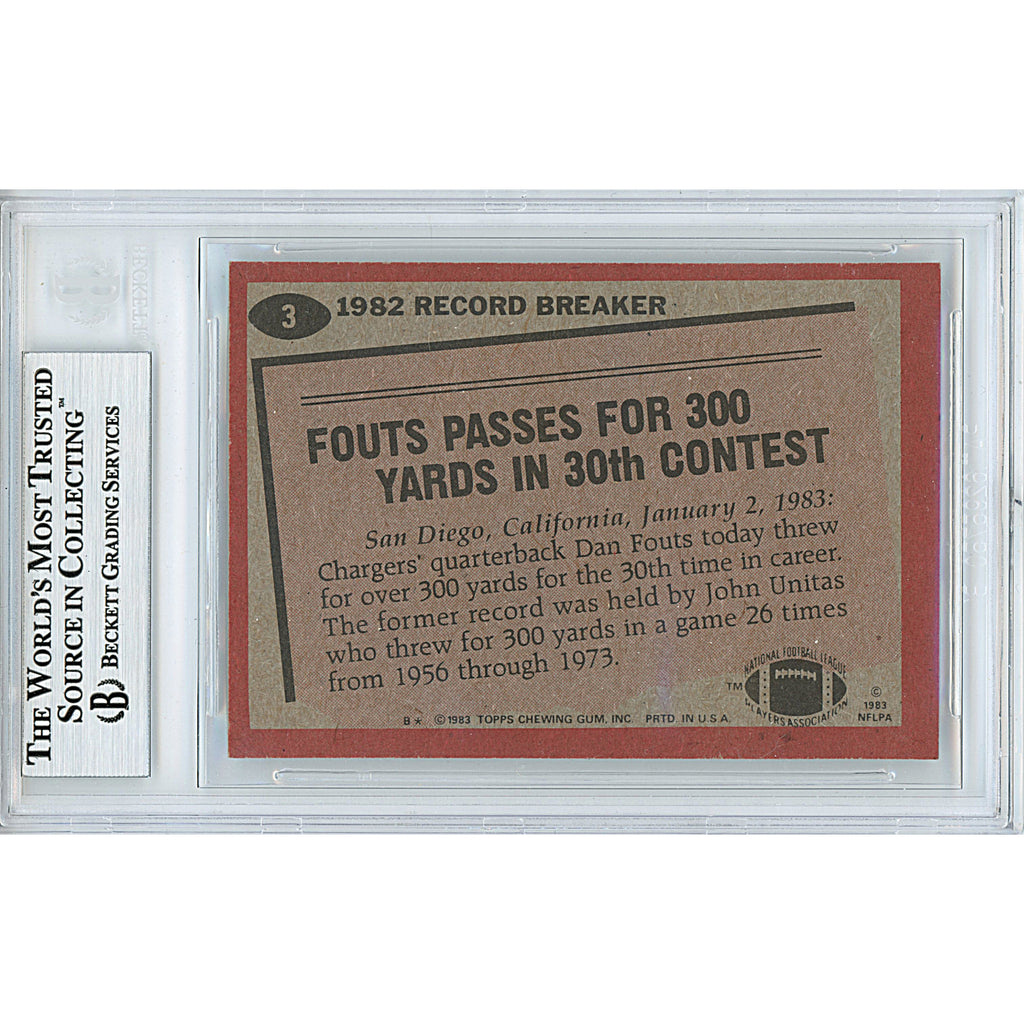 THE WORLD'S MOST TRUSTED
SOURCE IN COLLECTING™
BECKETT GRADING SERVICES
B
3
1982 RECORD BREAKER
FOUTS PASSES FOR 300
YARDS IN 30th CONTEST
San Diego, California, January 2, 1983:
Chargers' quarterback Dan Fouts today threw
for over 300 yards for the 30th time in career.
The former record was held by John Unitas
who threw for 300 yards in a game 26 times
from 1956 through 1973.
B★ ©1983 TOPPS CHEWING GUM, INC. PRTD. IN U.S.A.
TM
NATIONAL FOOTBALL LEAGUE
PLAYERS ASSOCIATION
©
1983
NFLPA